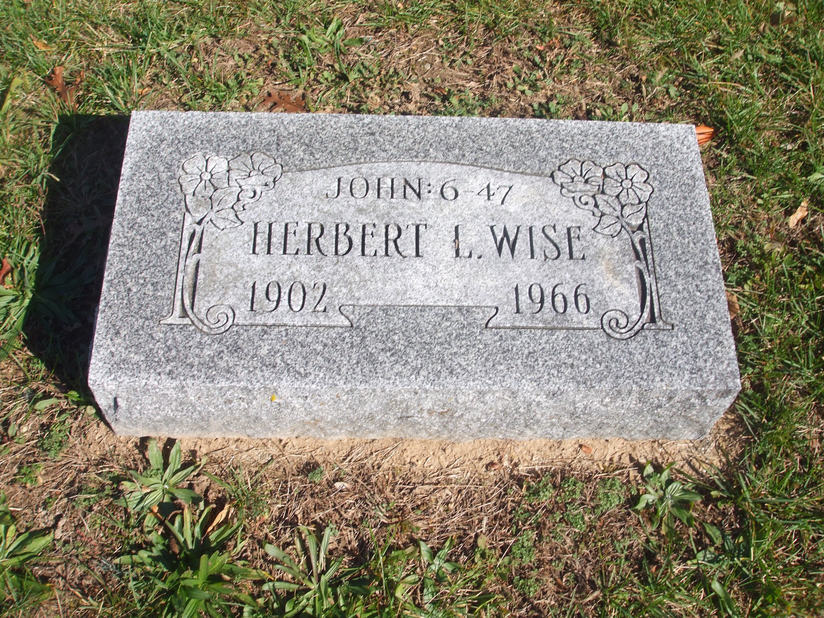 JOHN: 6-47
HERBERT L. WISE
1902 1966